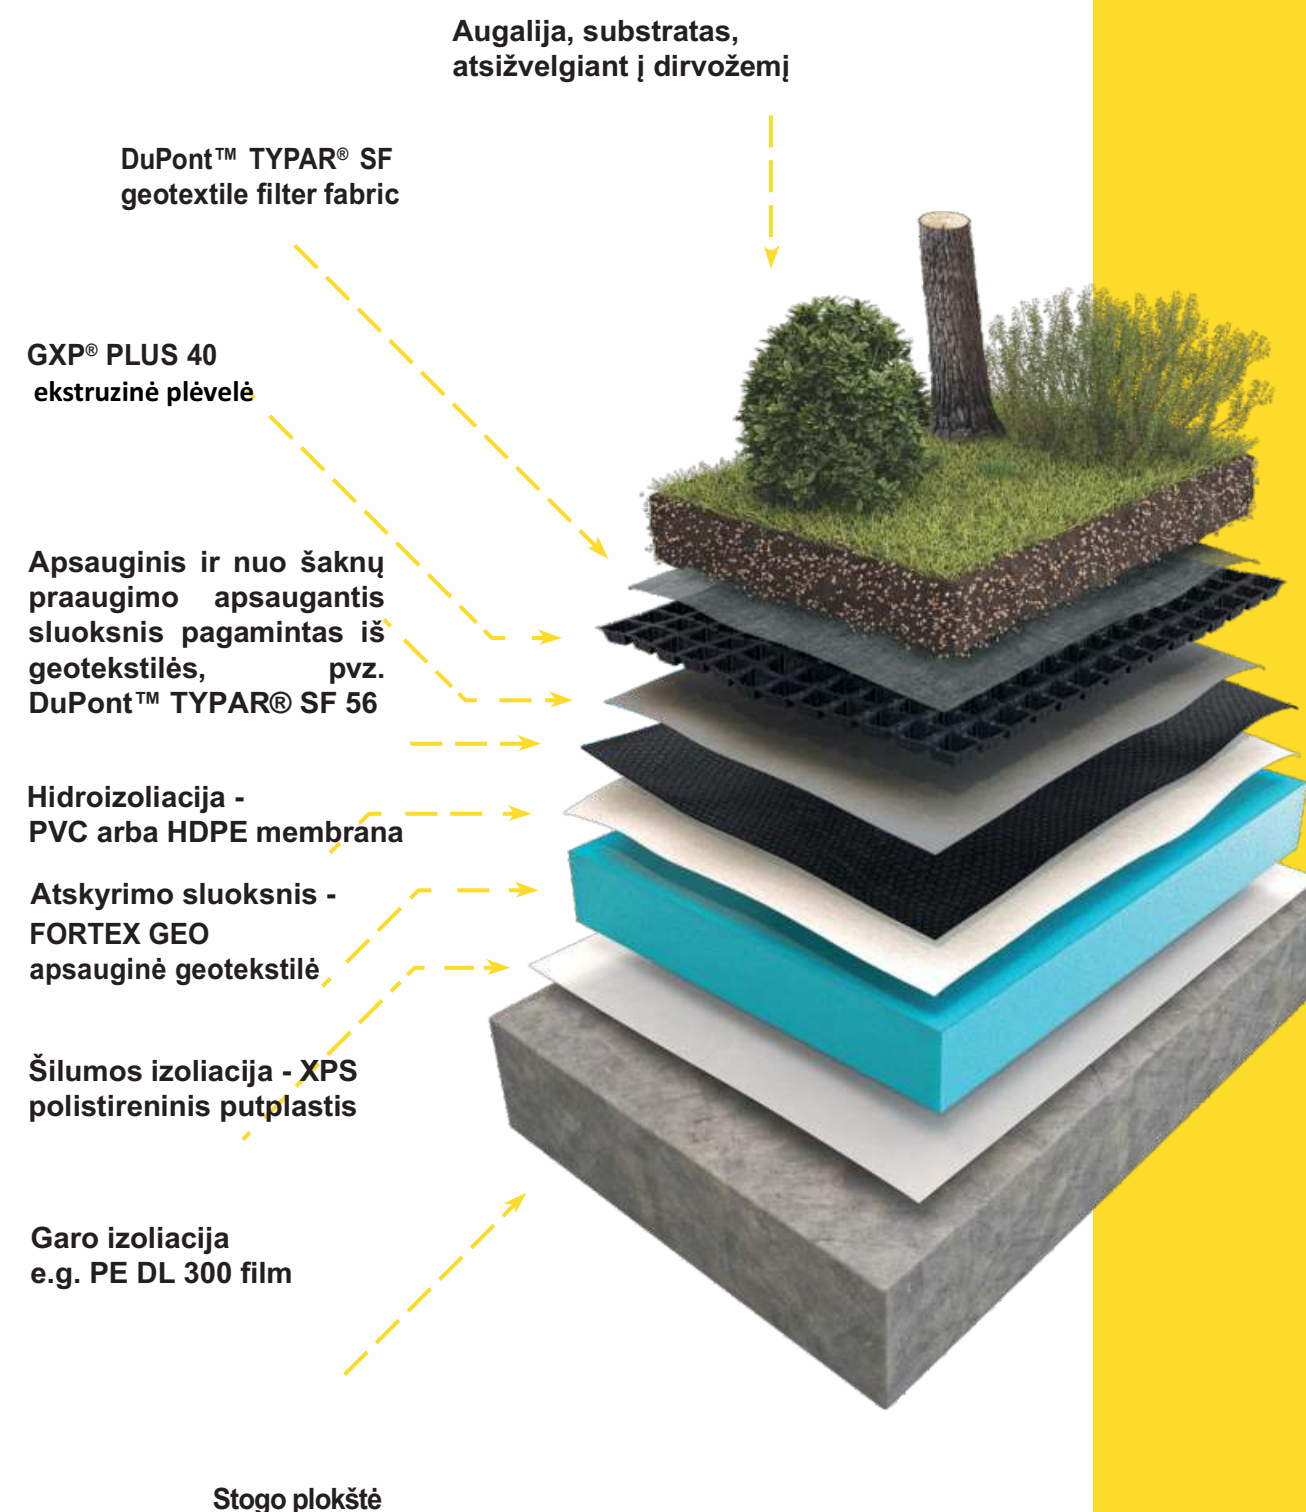 Augalija, substratas,
atsižvelgiant į dirvožemį
DuPont™ TYPAR® SF
geotextile filter fabric
GXP® PLUS 40
ekstruzinė plėvelė
Apsauginis ir nuo šaknų
praaugimo apsaugantis
sluoksnis pagamintas iš
geotekstilės, pvz.
DuPont™ TYPAR® SF 56
Hidroizoliacija -
PVC arba HDPE membrana
Atskyrimo sluoksnis -
FORTEX GEO
apsauginė geotekstilė
Šilumos izoliacija - XPS
polistireninis putplastis
Garo izoliacija
e.g. PE DL 300 film
Stogo plokštė